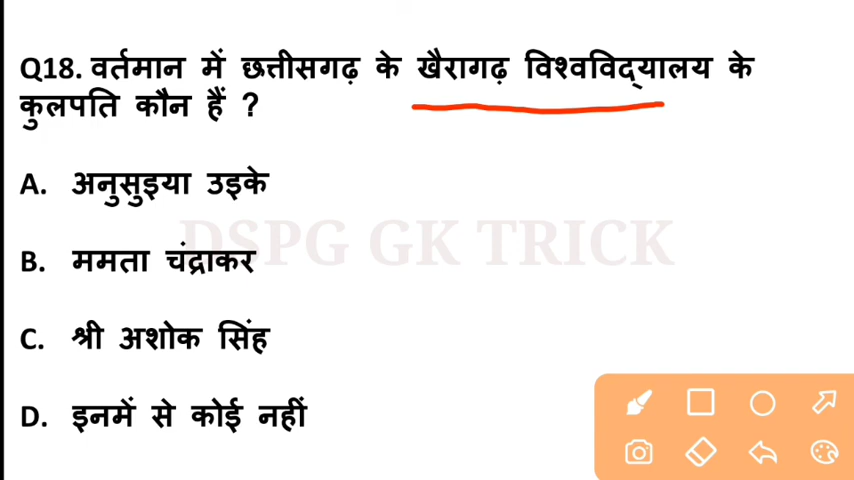 Q18. वर्तमान में छत्तीसगढ़ के खैरागढ़ विश्वविद्यालय के
कुलपति कौन हैं ?
A. अनुसुइया उइके
B. ममता चंद्राकर
DSPG GK TRICK
C. श्री अशोक सिंह
D. इनमें से कोई नहीं